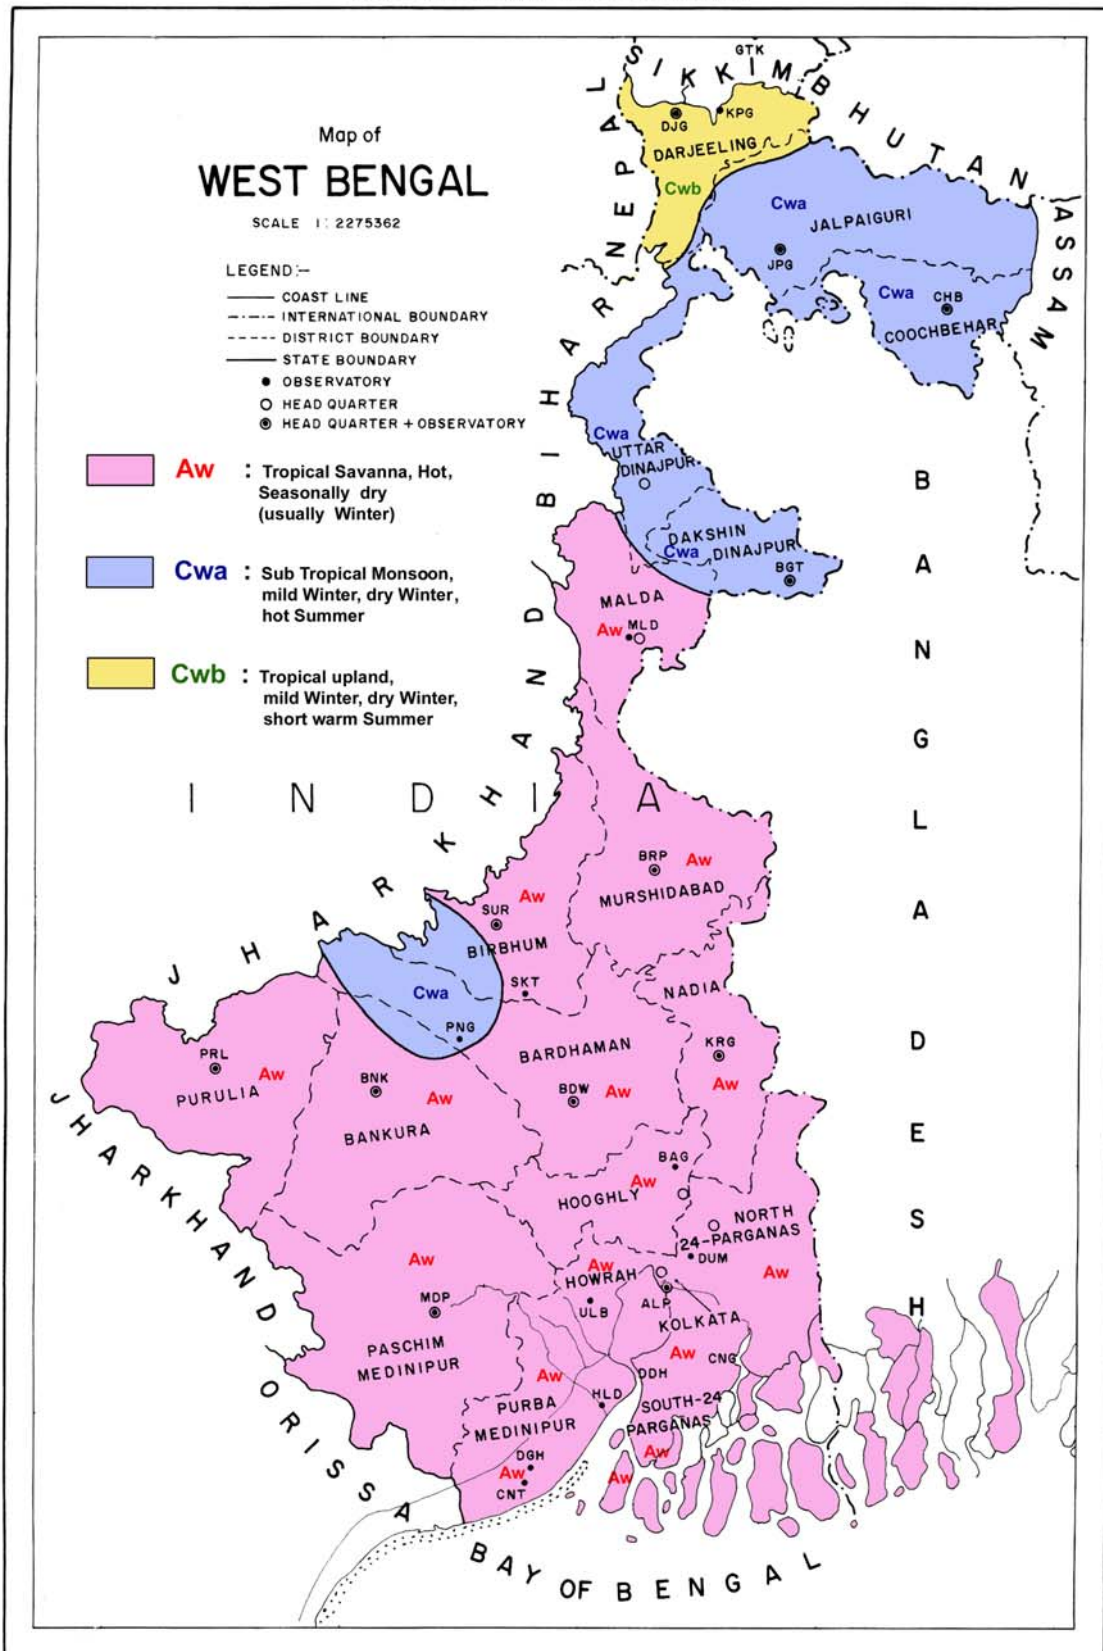 Map of
WEST BENGAL
SCALE 1: 2275362
LEGEND:—
COAST LINE
INTERNATIONAL BOUNDARY
DISTRICT BOUNDARY
STATE BOUNDARY
OBSERVATORY
HEAD QUARTER
HEAD QUARTER + OBSERVATORY
Aw : Tropical Savanna, Hot,
Seasonally dry
(usually Winter)
Cwa : Sub Tropical Monsoon,
mild Winter, dry Winter,
hot Summer
Cwb : Tropical upland,
mild Winter, dry Winter,
short warm Summer
GTK
SIKKIM
BHUTAN
NEPAL
ASSAM
BIHAR
JHARKHAND
INDIA
BANGLADESH
DJG
KPG
DARJEELING
Cwb
Cwa
JALPAIGURI
JPG
Cwa
CHB
COOCHBEHAR
Cwa
UTTAR
DINAJPUR
DAKSHIN
Cwa
DINAJPUR
BGT
MALDA
Aw
MLD
BRP
Aw
MURSHIDABAD
Aw
SUR
BIRBHUM
Cwa
SKT
PNG
NADIA
KRG
Aw
BARDHAMAN
BDW
Aw
PRL
Aw
PURULIA
BNK
Aw
BANKURA
BAG
Aw
HOOGHLY
NORTH
24-PARGANAS
DUM
Aw
Aw
HOWRAH
ULB
ALP
KOLKATA
Aw
MDP
PASCHIM
MEDINIPUR
Aw
CNG
DDH
Aw
HLD
PURBA
MEDINIPUR
SOUTH-24
PARGANAS
Aw
Aw
DGH
Aw
CNT
JHARKHAND
ORISSA
BAY OF BENGAL